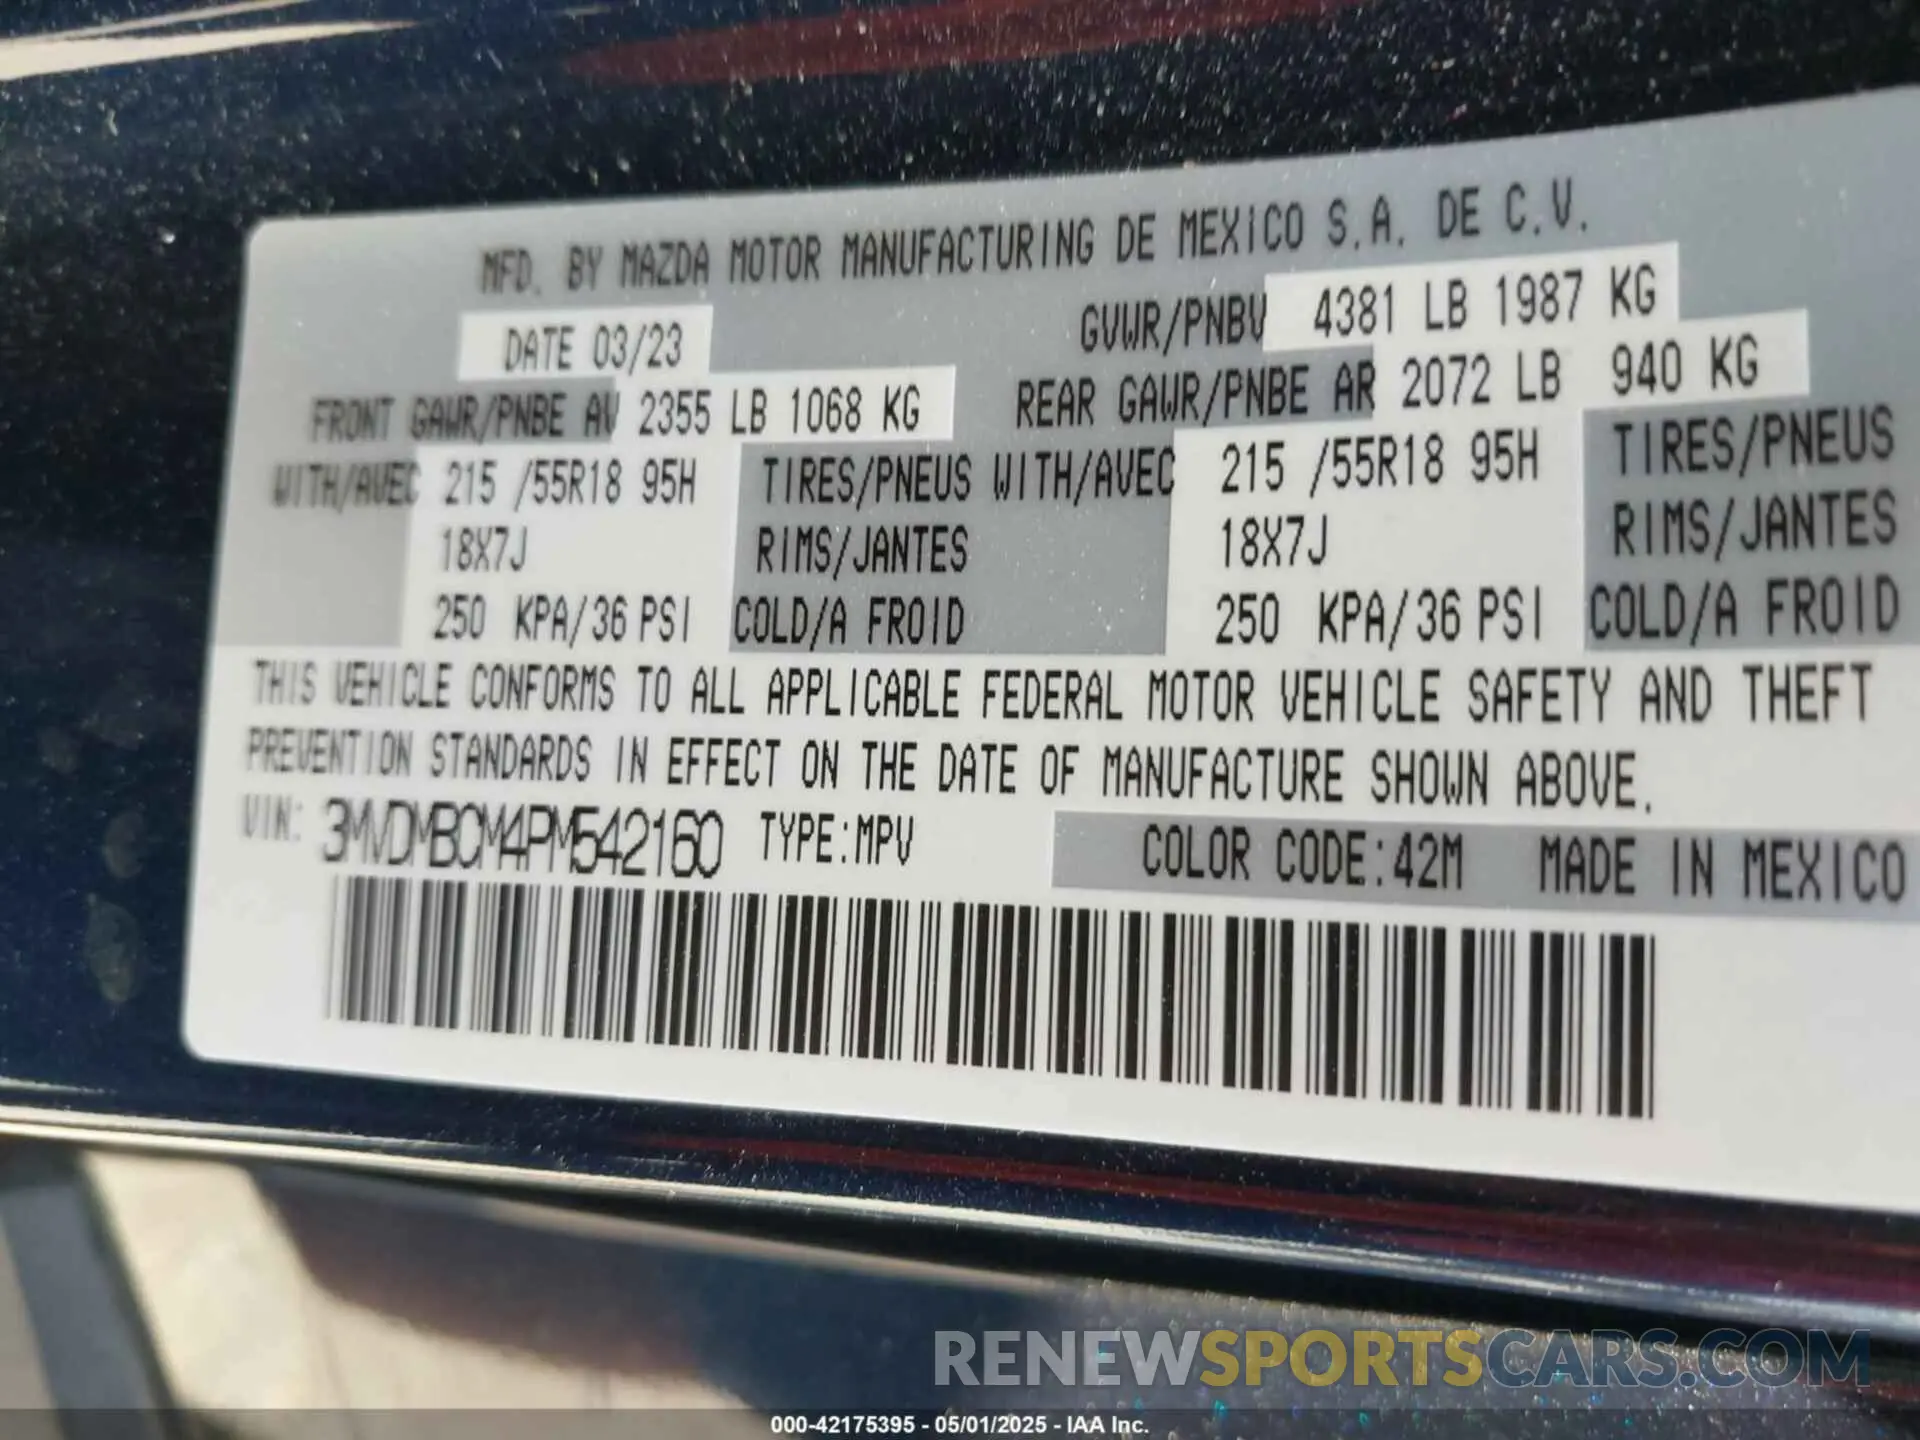 MFD. BY MAZDA MOTOR MANUFACTURING DE MEXICO S.A. DE C.V.
DATE 03/23 GVWR/PNBV 4381 LB 1987 KG
FRONT GAWR/PNBE AV 2355 LB 1068 KG REAR GAWR/PNBE AR 2072 LB 940 KG
WITH/AVEC 215 /55R18 95H TIRES/PNEUS WITH/AVEC 215 /55R18 95H TIRES/PNEUS
18X7J RIMS/JANTES 18X7J RIMS/JANTES
250 KPA/36 PSI COLD/A FROID 250 KPA/36 PSI COLD/A FROID
THIS VEHICLE CONFORMS TO ALL APPLICABLE FEDERAL MOTOR VEHICLE SAFETY AND THEFT
PREVENTION STANDARDS IN EFFECT ON THE DATE OF MANUFACTURE SHOWN ABOVE.
VIN: 3MVDMBCM4PM542160 TYPE:MPV COLOR CODE:42M MADE IN MEXICO
RENEWSPORTSCARS.COM
000-42175395 - 05/01/2025 - IAA Inc.